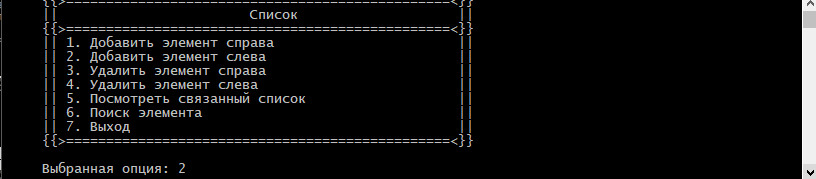 {{>================================================<}}
|| Список ||
{{>================================================<}}
|| 1. Добавить элемент справа ||
|| 2. Добавить элемент слева ||
|| 3. Удалить элемент справа ||
|| 4. Удалить элемент слева ||
|| 5. Посмотреть связанный список ||
|| 6. Поиск элемента ||
|| 7. Выход ||
{{>================================================<}}
Выбранная опция: 2